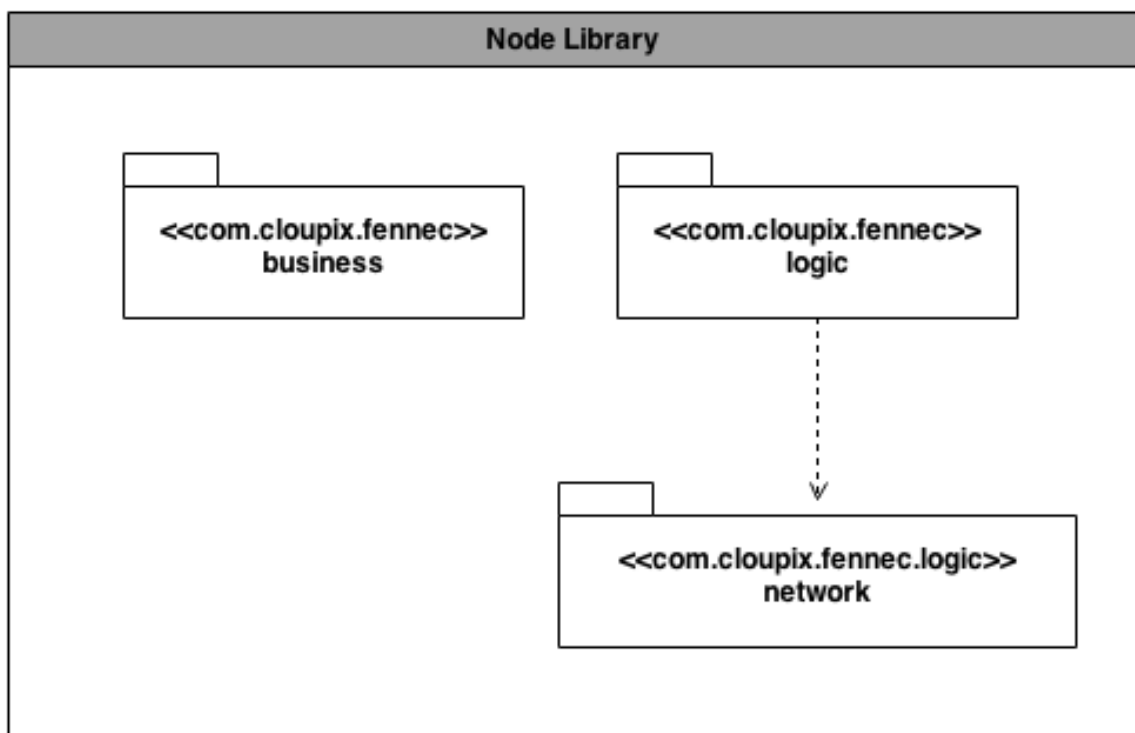 Node Library
<<com.cloupix.fennec>>
business
<<com.cloupix.fennec>>
logic
<<com.cloupix.fennec.logic>>
network